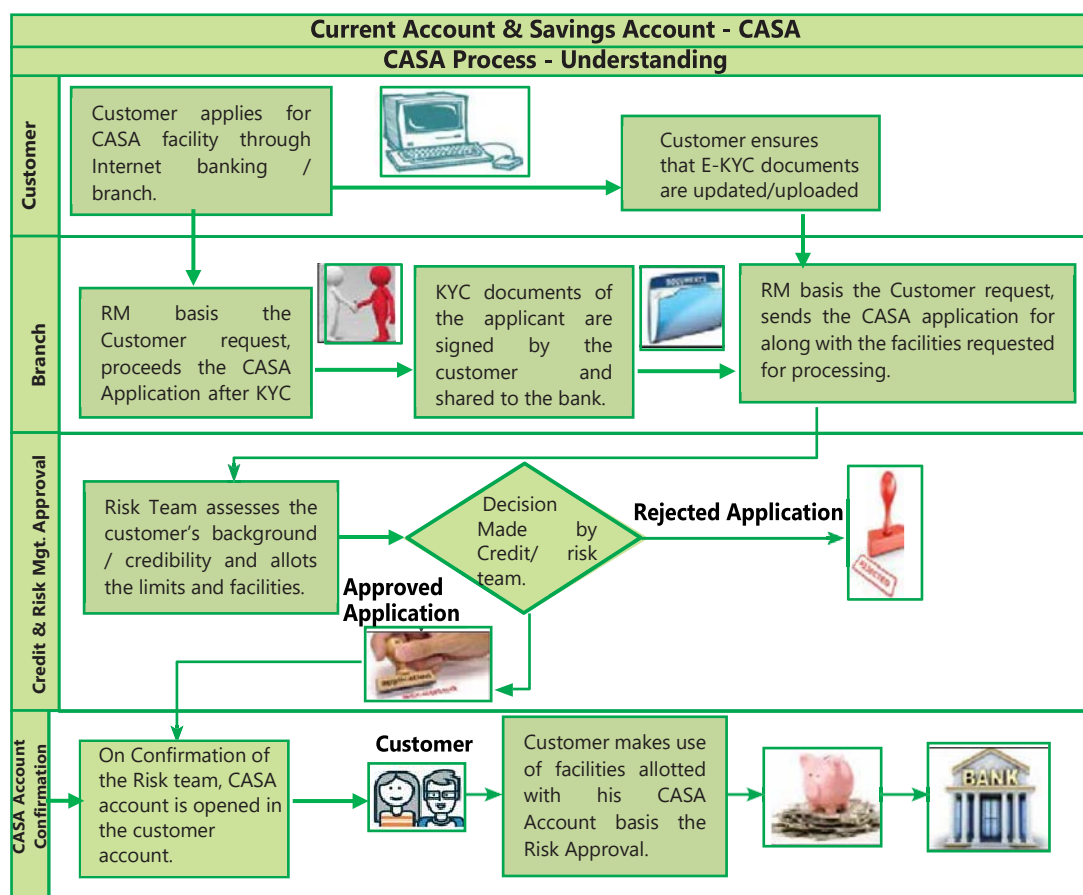 Current Account & Savings Account - CASA
CASA Process - Understanding
Customer
Customer applies for
CASA facility through
Internet banking /
branch.
Customer ensures
that E-KYC documents
are updated/uploaded
Branch
RM basis the
Customer request,
proceeds the CASA
Application after KYC
KYC documents of
the applicant are
signed by the
customer and
shared to the bank.
DOCUMENTS
RM basis the Customer request,
sends the CASA application for
along with the facilities requested
for processing.
Credit & Risk Mgt. Approval
Risk Team assesses the
customer's background
/ credibility and allots
the limits and facilities.
Decision
Made by
Credit/ risk
team.
Rejected Application
REJECTED
Approved
Application
application
CASA Account
Confirmation
On Confirmation of
the Risk team, CASA
account is opened in
the customer
account.
Customer
Customer makes use
of facilities allotted
with his CASA
Account basis the
Risk Approval.
BANK